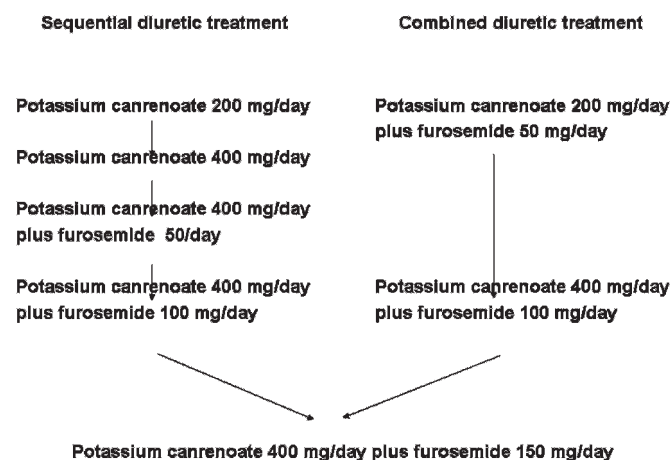 Sequential diuretic treatment
Combined diuretic treatment
Potassium canrenoate 200 mg/day
Potassium canrenoate 400 mg/day
Potassium canrenoate 400 mg/day
plus furosemide 50/day
Potassium canrenoate 400 mg/day
plus furosemide 100 mg/day
Potassium canrenoate 200 mg/day
plus furosemide 50 mg/day
Potassium canrenoate 400 mg/day
plus furosemide 100 mg/day
Potassium canrenoate 400 mg/day plus furosemide 150 mg/day